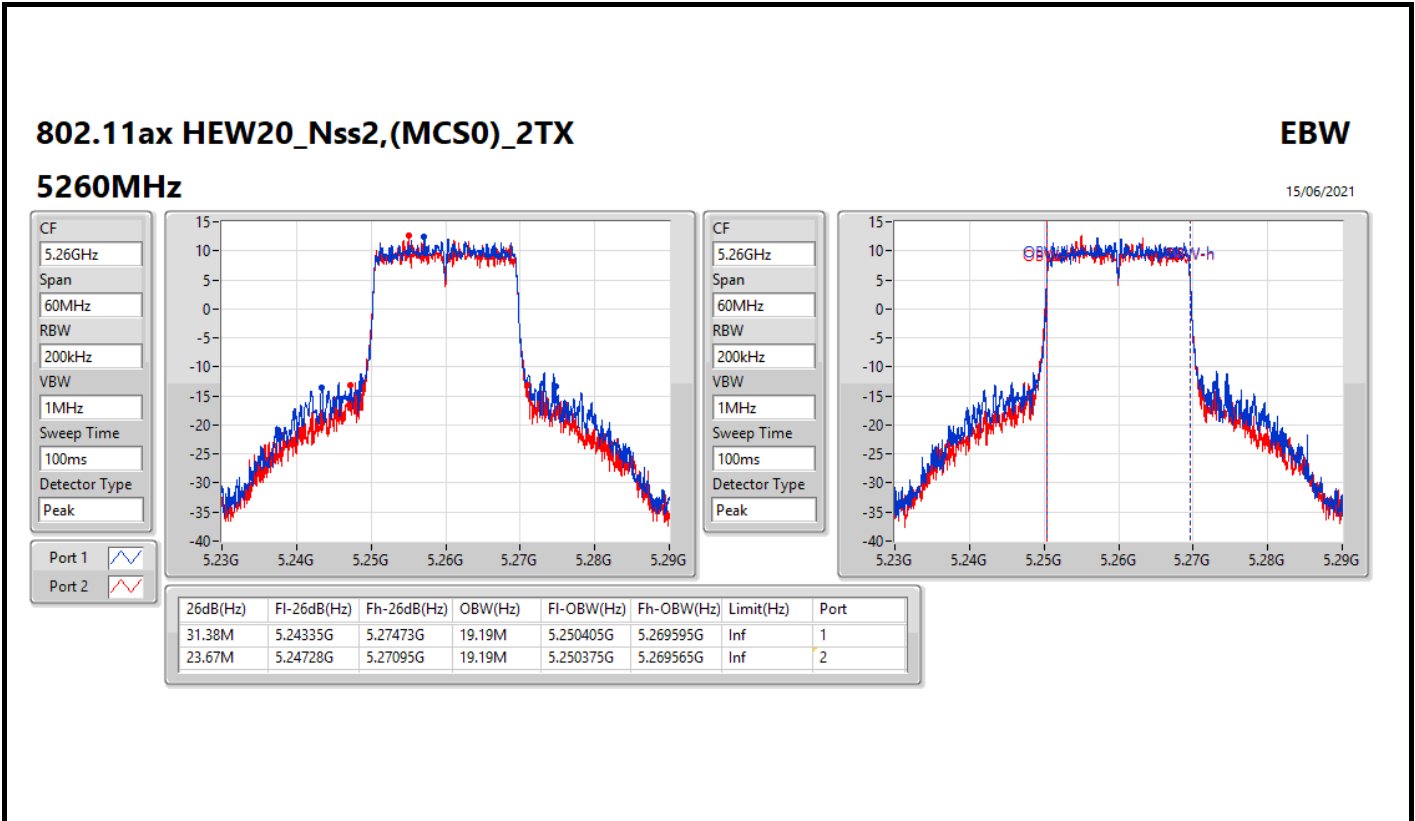 802.11ax HEW20_Nss2,(MCS0)_2TX EBW
5260MHz 15/06/2021
CF
5.26GHz
Span
60MHz
RBW
200kHz
VBW
1MHz
Sweep Time
100ms
Detector Type
Peak
Port 1
Port 2
15
10
5
0
-5
-10
-15
-20
-25
-30
-35
-40
5.23G 5.24G 5.25G 5.26G 5.27G 5.28G 5.29G
CF
5.26GHz
Span
60MHz
RBW
200kHz
VBW
1MHz
Sweep Time
100ms
Detector Type
Peak
15
10
5
0
-5
-10
-15
-20
-25
-30
-35
-40
5.23G 5.24G 5.25G 5.26G 5.27G 5.28G 5.29G
26dB(Hz) Fl-26dB(Hz) Fh-26dB(Hz) OBW(Hz) Fl-OBW(Hz) Fh-OBW(Hz) Limit(Hz) Port
31.38M 5.24335G 5.27473G 19.19M 5.250405G 5.269595G Inf 1
23.67M 5.24728G 5.27095G 19.19M 5.250375G 5.269565G Inf 2